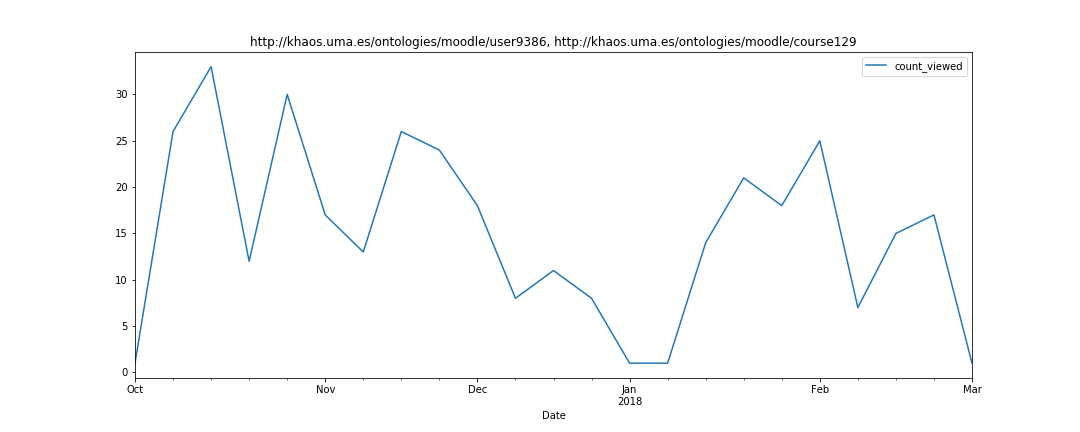 http://khaos.uma.es/ontologies/moodle/user9386, http://khaos.uma.es/ontologies/moodle/course129
count_viewed
30
25
20
15
10
5
0
Oct Nov Dec Jan Feb Mar
2018
Date